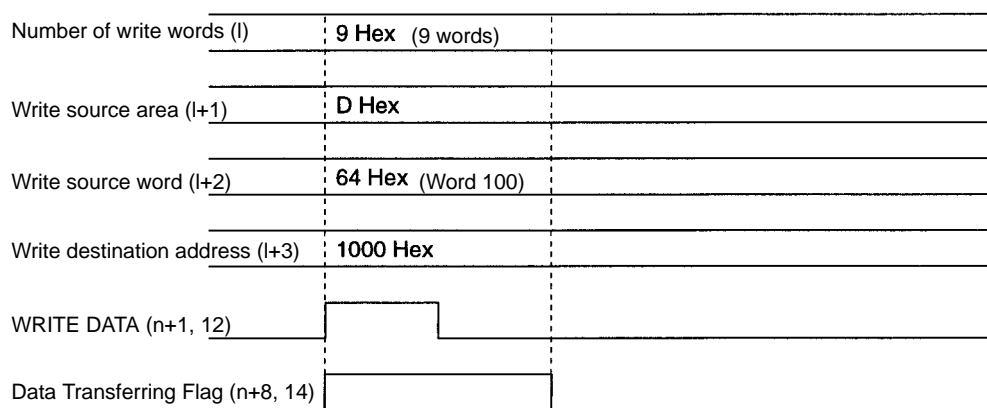 Number of write words (l) 9 Hex (9 words)
Write source area (l+1) D Hex
Write source word (l+2) 64 Hex (Word 100)
Write destination address (l+3) 1000 Hex
WRITE DATA (n+1, 12)
Data Transferring Flag (n+8, 14)